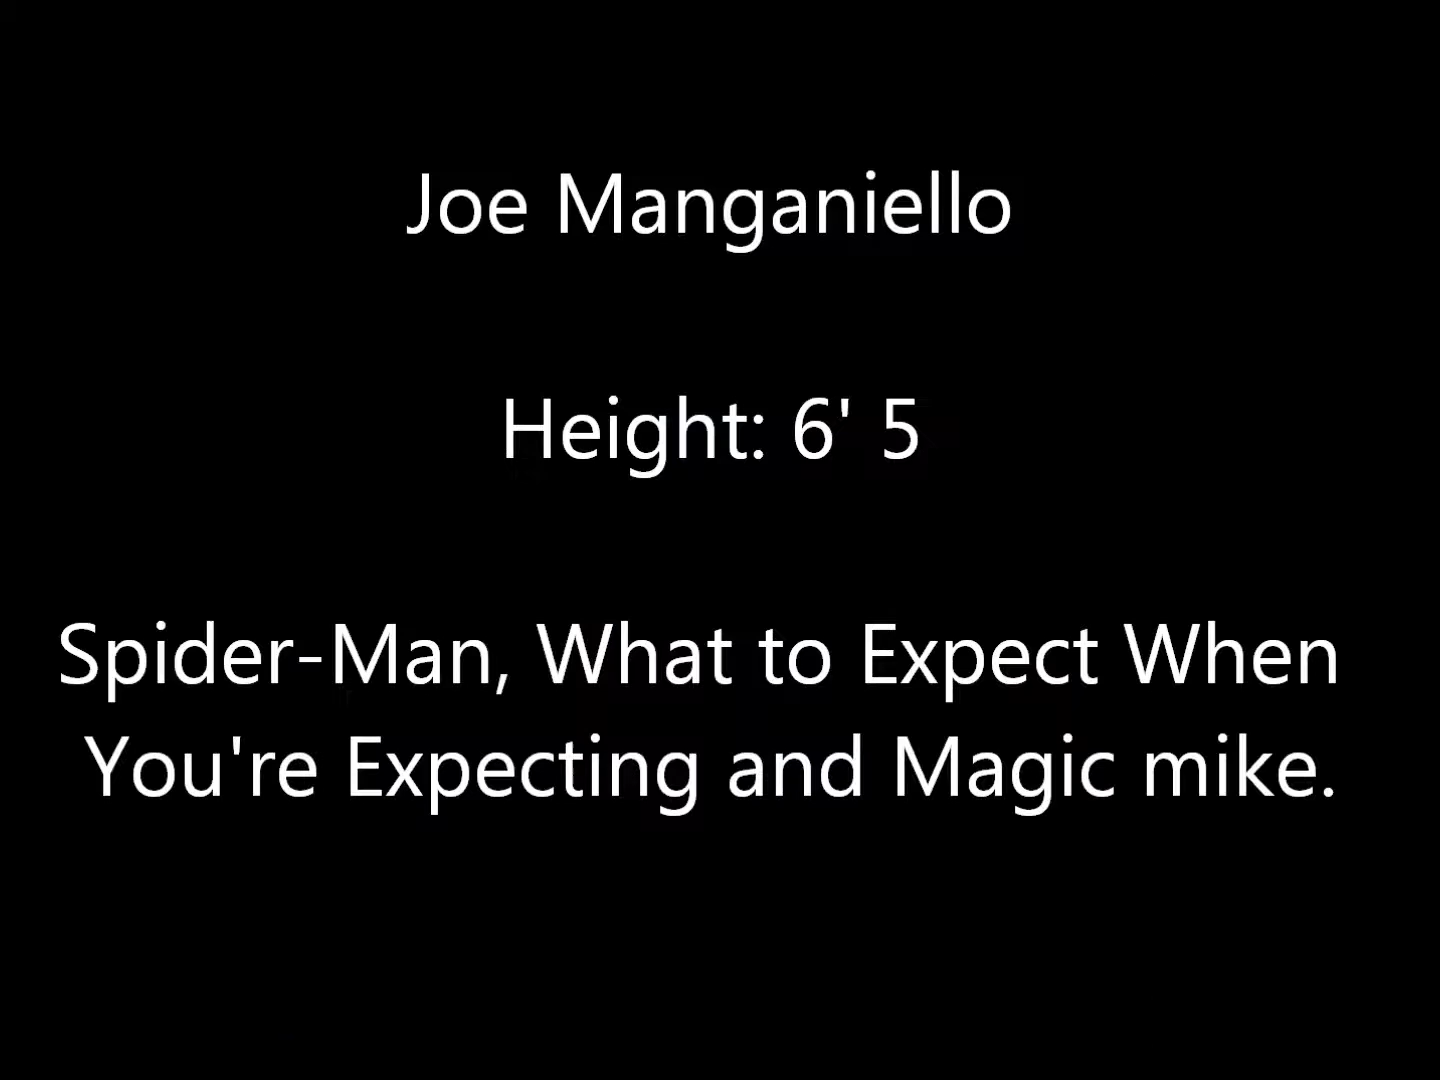 Joe Manganiello
Height: 6' 5
Spider-Man, What to Expect When
You're Expecting and Magic mike.